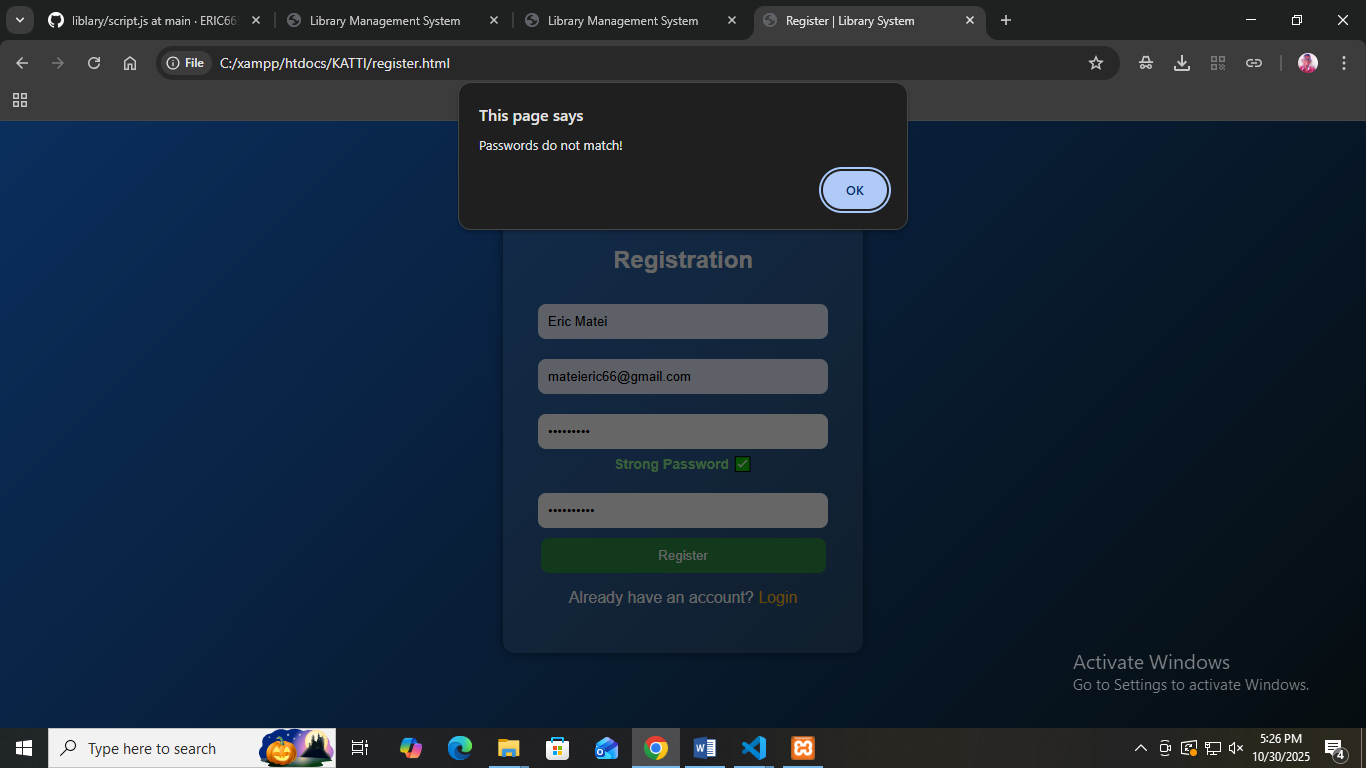 liblary/script.js at main · ERIC66
Library Management System
Library Management System
Register | Library System
File
C:/xampp/htdocs/KATTI/register.html
This page says
Passwords do not match!
OK
Registration
Eric Matei
mateieric66@gmail.com
•••••••••
Strong Password ✅
••••••••••
Register
Already have an account? Login
Activate Windows
Go to Settings to activate Windows.
Type here to search
5:26 PM
10/30/2025
4